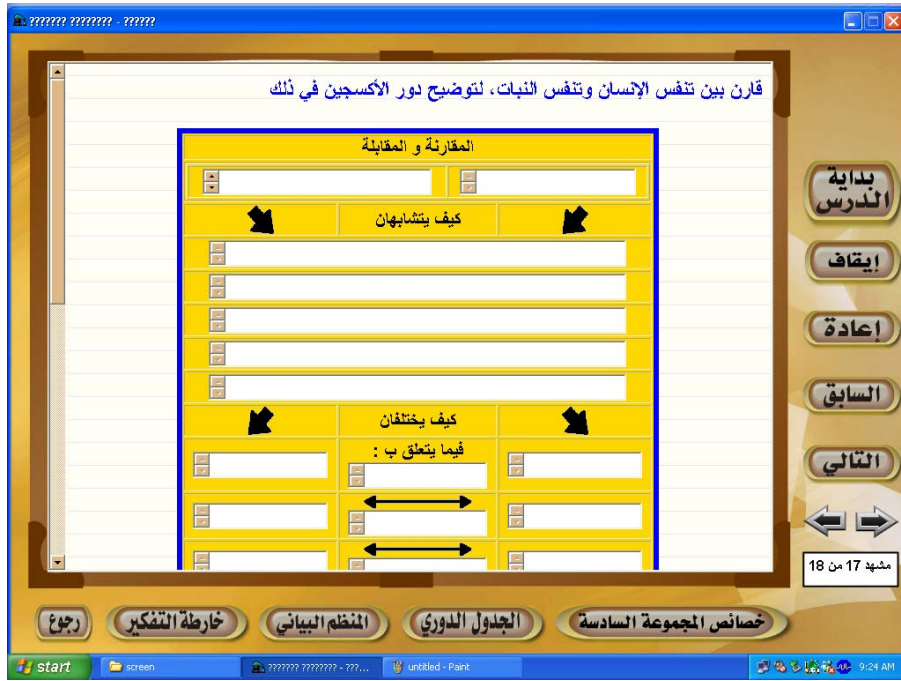 ??????? ???????? - ??????
قارن بين تنفس الإنسان وتنفس النبات، لتوضيح دور الأكسجين في ذلك
المقارنة و المقابلة
كيف يتشابهان
كيف يختلفان
فيما يتعلق ب :
بداية
الدرس
إيقاف
إعادة
السابق
التالي
مشهد 17 من 18
خصائص المجموعة السادسة
الجدول الدوري
المنظم البياني
خارطة التفكير
رجوع
start
screen
??????? ???????? - ???...
untitled - Paint
9:24 AM